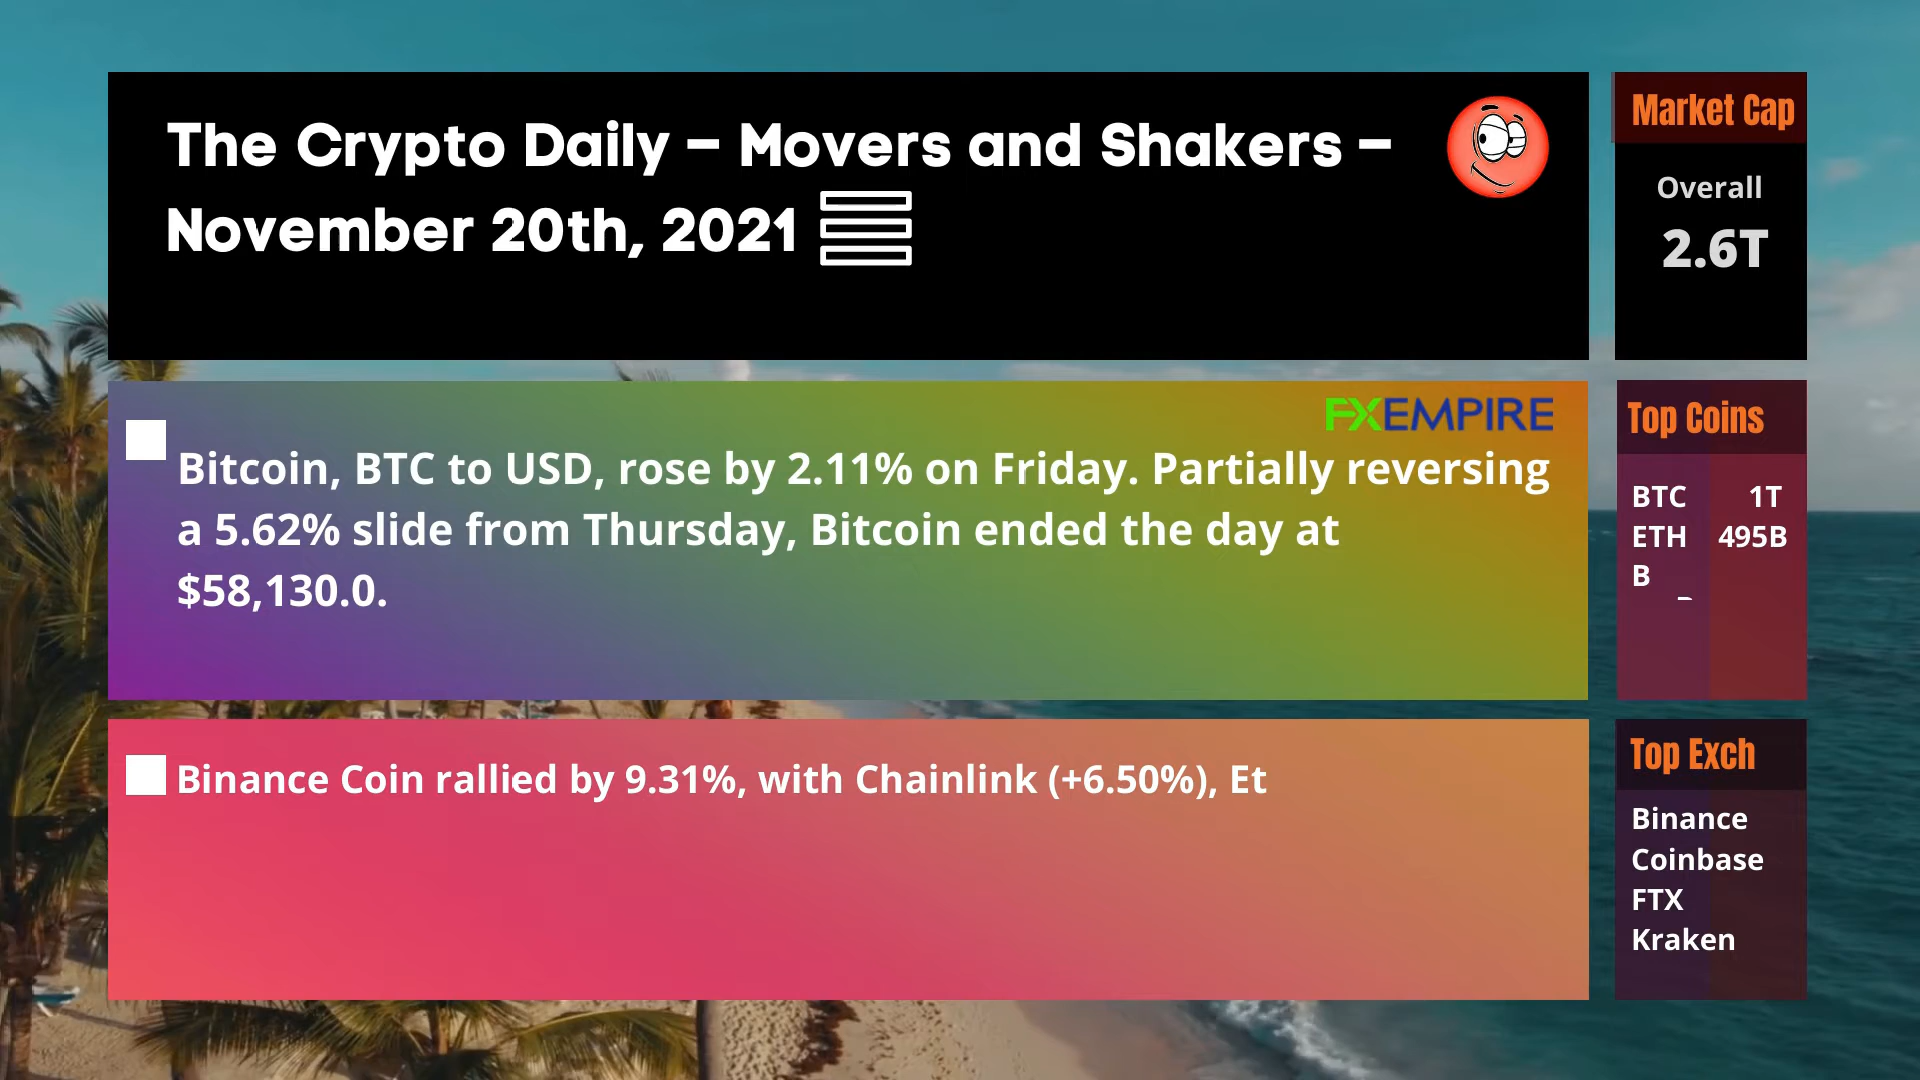 The Crypto Daily – Movers and Shakers –
November 20th, 2021
Market Cap
Overall
2.6T
FXEMPIRE
Bitcoin, BTC to USD, rose by 2.11% on Friday. Partially reversing
a 5.62% slide from Thursday, Bitcoin ended the day at
$58,130.0.
Top Coins
BTC 1T
ETH 495B
B
Binance Coin rallied by 9.31%, with Chainlink (+6.50%), Et
Top Exch
Binance
Coinbase
FTX
Kraken